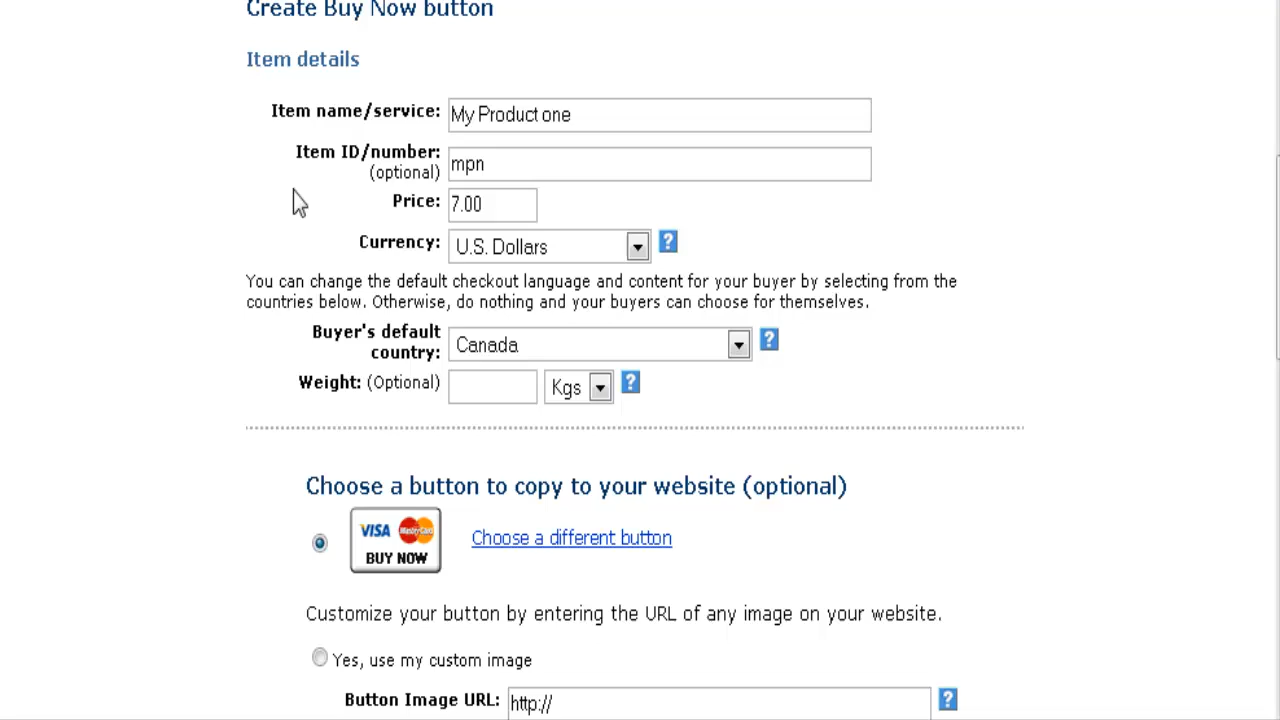 Create Buy Now button
Item details
Item name/service: My Product one
Item ID/number: mpn
(optional)
Price: 7.00
Currency: U.S. Dollars ?
You can change the default checkout language and content for your buyer by selecting from the
countries below. Otherwise, do nothing and your buyers can choose for themselves.
Buyer's default
country: Canada ?
Weight: (Optional) Kgs ?
Choose a button to copy to your website (optional)
VISA MasterCard
BUY NOW
Choose a different button
Customize your button by entering the URL of any image on your website.
Yes, use my custom image
Button Image URL: http:// ?